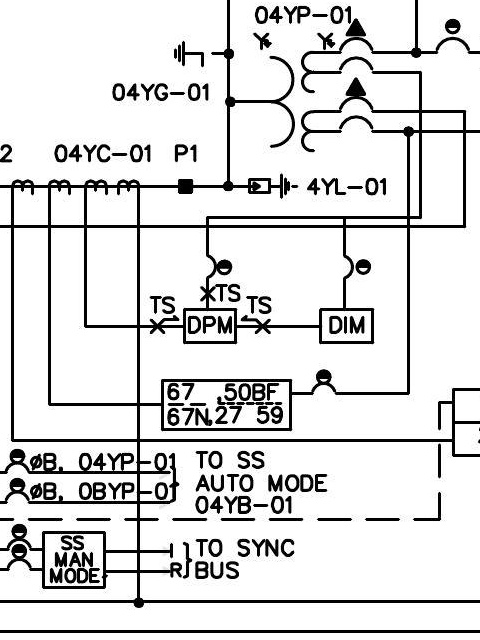 04YP-01
04YG-01
2 04YC-01 P1
4YL-01
TS TS TS
DPM DIM
67 50BF
67N 27 59
ØB, 04YP-01 TO SS
AUTO MODE
ØB, 0BYP-01
04YB-01
SS
MAN
MODE
I TO SYNC
R BUS